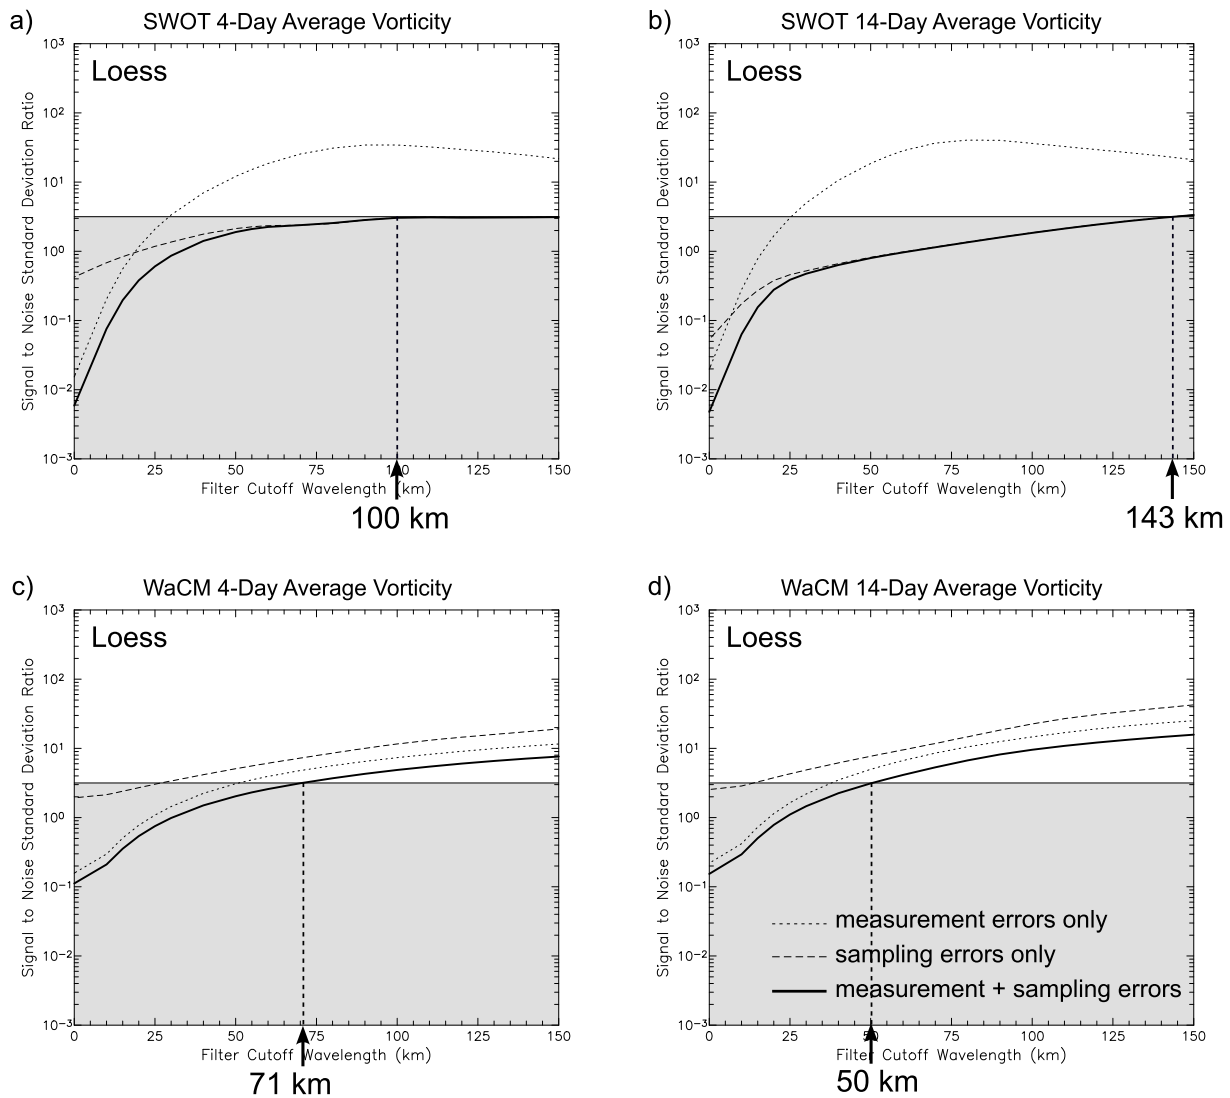 a) SWOT 4-Day Average Vorticity
Loess
Signal to Noise Standard Deviation Ratio
10³
10²
10¹
10⁰
10⁻¹
10⁻²
10⁻³
0 25 50 75 100 125 150
Filter Cutoff Wavelength (km)
100 km
b) SWOT 14-Day Average Vorticity
Loess
Signal to Noise Standard Deviation Ratio
10³
10²
10¹
10⁰
10⁻¹
10⁻²
10⁻³
0 25 50 75 100 125 150
Filter Cutoff Wavelength (km)
143 km
c) WaCM 4-Day Average Vorticity
Loess
Signal to Noise Standard Deviation Ratio
10³
10²
10¹
10⁰
10⁻¹
10⁻²
10⁻³
0 25 50 75 100 125 150
Filter Cutoff Wavelength (km)
71 km
d) WaCM 14-Day Average Vorticity
Loess
Signal to Noise Standard Deviation Ratio
10³
10²
10¹
10⁰
10⁻¹
10⁻²
10⁻³
measurement errors only
sampling errors only
measurement + sampling errors
0 25 50 75 100 125 150
Filter Cutoff Wavelength (km)
50 km